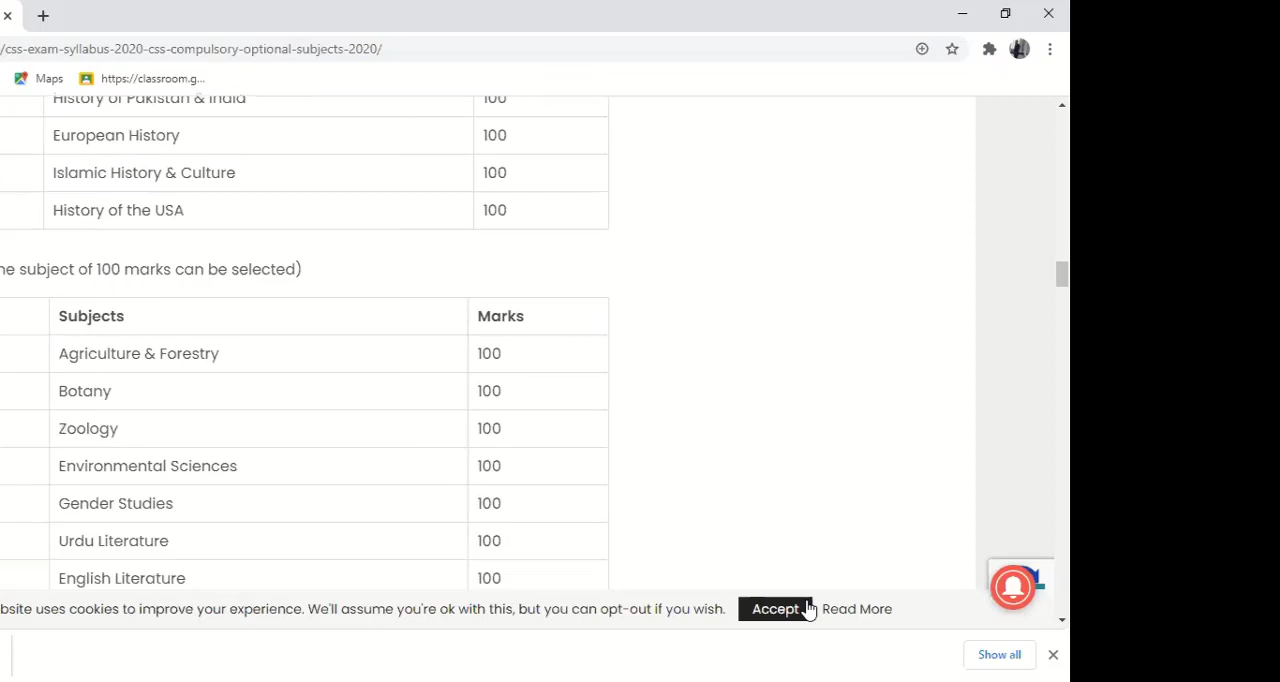 /css-exam-syllabus-2020-css-compulsory-optional-subjects-2020/
Maps https://classroom.g...
History of Pakistan & India 100
European History 100
Islamic History & Culture 100
History of the USA 100
ne subject of 100 marks can be selected)
Subjects Marks
Agriculture & Forestry 100
Botany 100
Zoology 100
Environmental Sciences 100
Gender Studies 100
Urdu Literature 100
English Literature 100
bsite uses cookies to improve your experience. We'll assume you're ok with this, but you can opt-out if you wish. Accept Read More
Show all